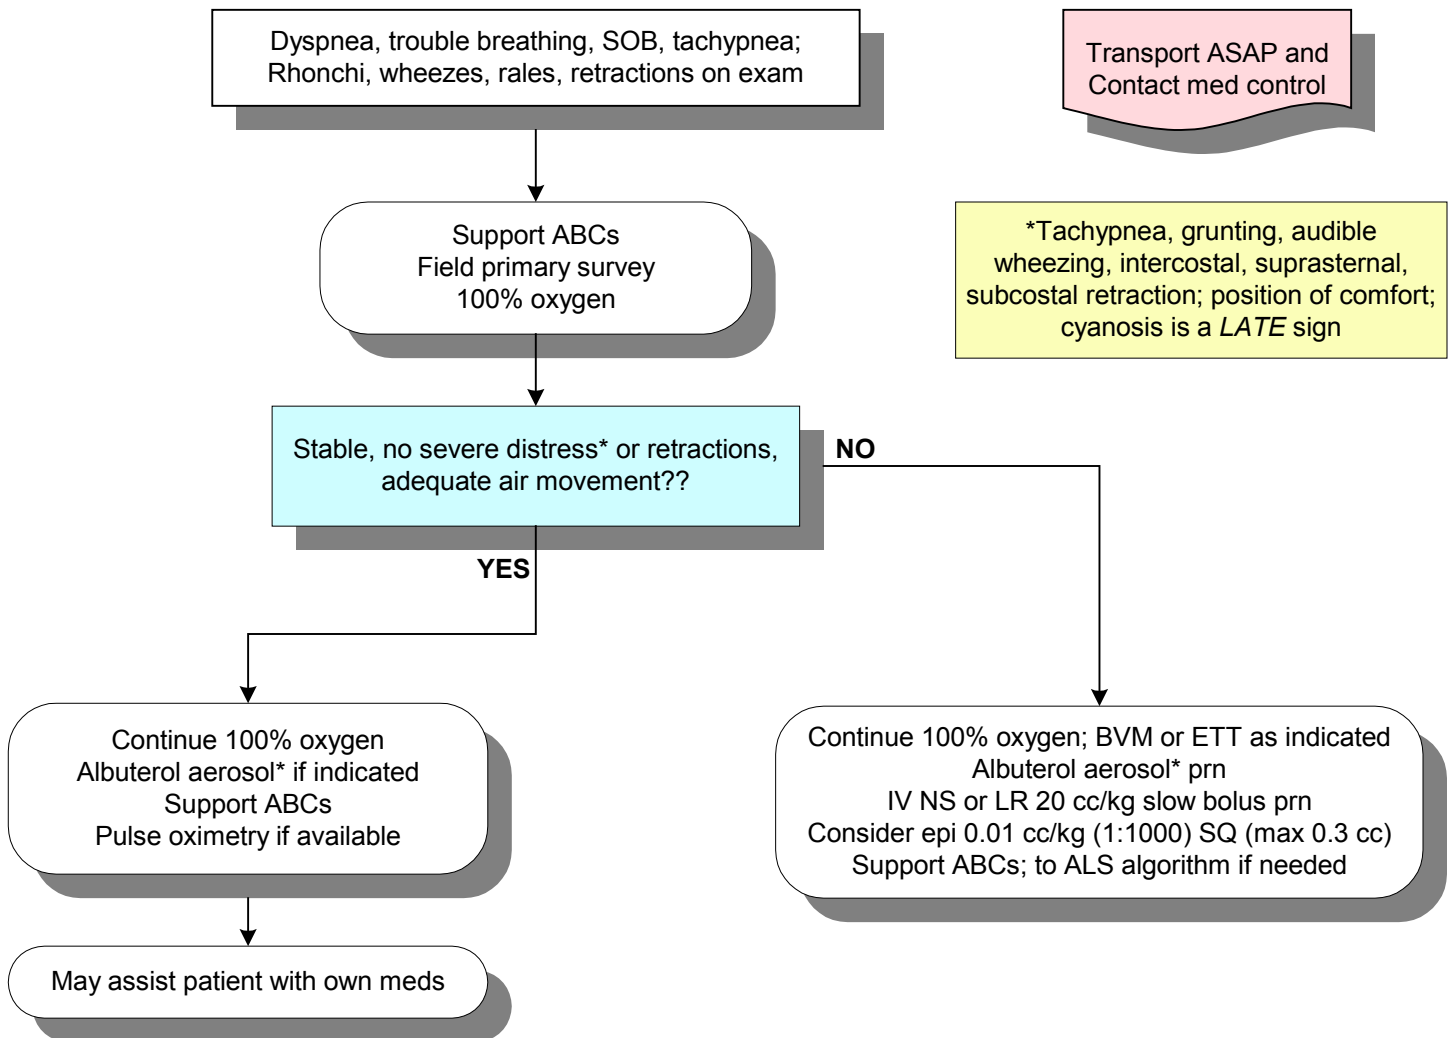 Dyspnea, trouble breathing, SOB, tachypnea;
Rhonchi, wheezes, rales, retractions on exam
Transport ASAP and
Contact med control
Support ABCs
Field primary survey
100% oxygen
*Tachypnea, grunting, audible
wheezing, intercostal, suprasternal,
subcostal retraction; position of comfort;
cyanosis is a LATE sign
Stable, no severe distress* or retractions,
adequate air movement??
NO
YES
Continue 100% oxygen
Albuterol aerosol* if indicated
Support ABCs
Pulse oximetry if available
Continue 100% oxygen; BVM or ETT as indicated
Albuterol aerosol* prn
IV NS or LR 20 cc/kg slow bolus prn
Consider epi 0.01 cc/kg (1:1000) SQ (max 0.3 cc)
Support ABCs; to ALS algorithm if needed
May assist patient with own meds